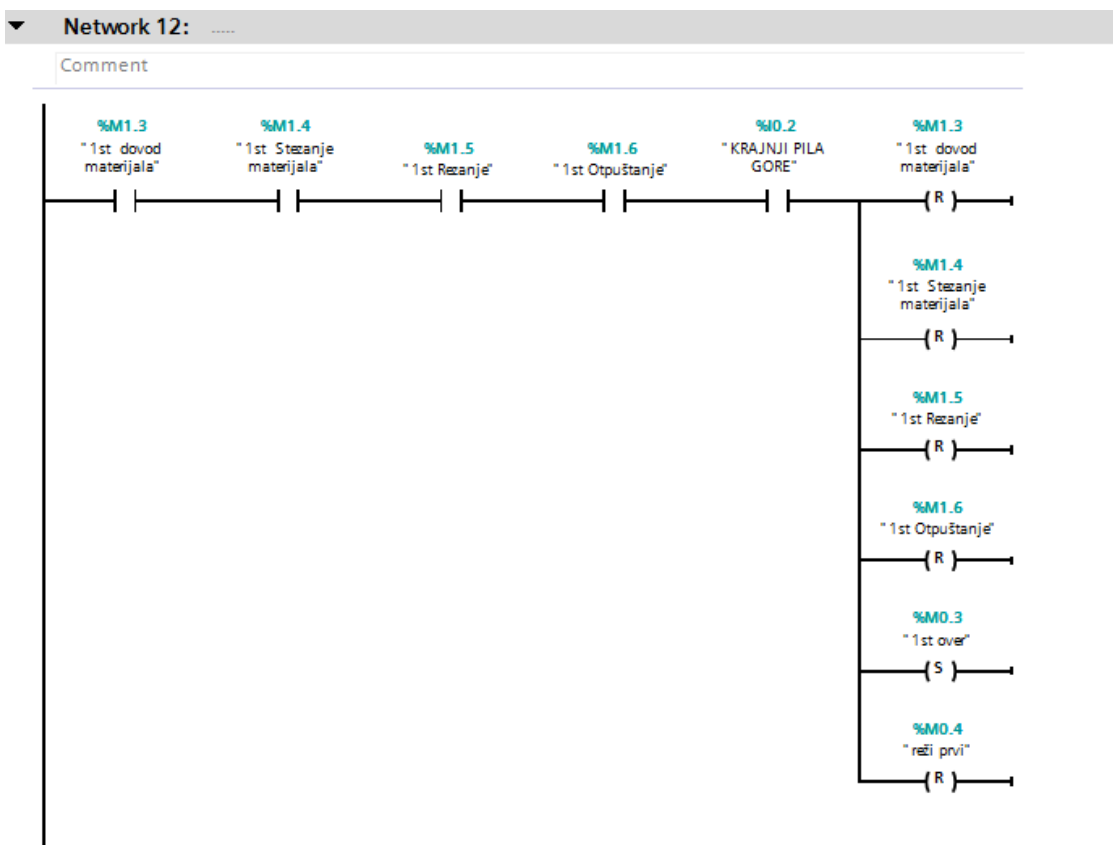 Network 12: .....
Comment
%M1.3
"1st dovod
materijala"
%M1.4
"1st Stezanje
materijala"
%M1.5
"1st Rezanje"
%M1.6
"1st Otpuštanje"
%I0.2
"KRAJNJI PILA
GORE"
%M1.3
"1st dovod
materijala"
R
%M1.4
"1st Stezanje
materijala"
R
%M1.5
"1st Rezanje"
R
%M1.6
"1st Otpuštanje"
R
%M0.3
"1st over"
S
%M0.4
"reži prvi"
R